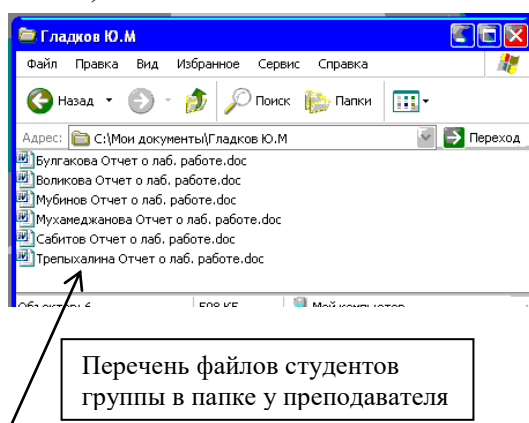 Гладков Ю.М
Файл Правка Вид Избранное Сервис Справка
Назад Поиск Папки
Адрес: C:\Мои документы\Гладков Ю.М Переход
Булгакова Отчет о лаб. работе.doc
Воликова Отчет о лаб. работе.doc
Мубинов Отчет о лаб. работе.doc
Мухамеджанова Отчет о лаб. работе.doc
Сабитов Отчет о лаб. работе.doc
Трепыхалина Отчет о лаб. работе.doc
Перечень файлов студентов
группы в папке у преподавателя